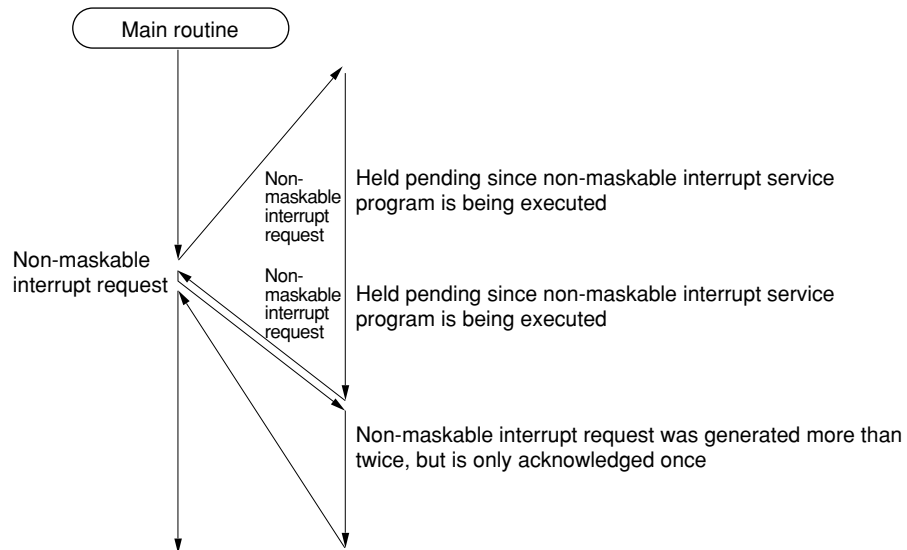 Main routine
Non-
maskable
interrupt
request
Held pending since non-maskable interrupt service
program is being executed
Non-maskable
interrupt request
Non-
maskable
interrupt
request
Held pending since non-maskable interrupt service
program is being executed
Non-maskable interrupt request was generated more than
twice, but is only acknowledged once